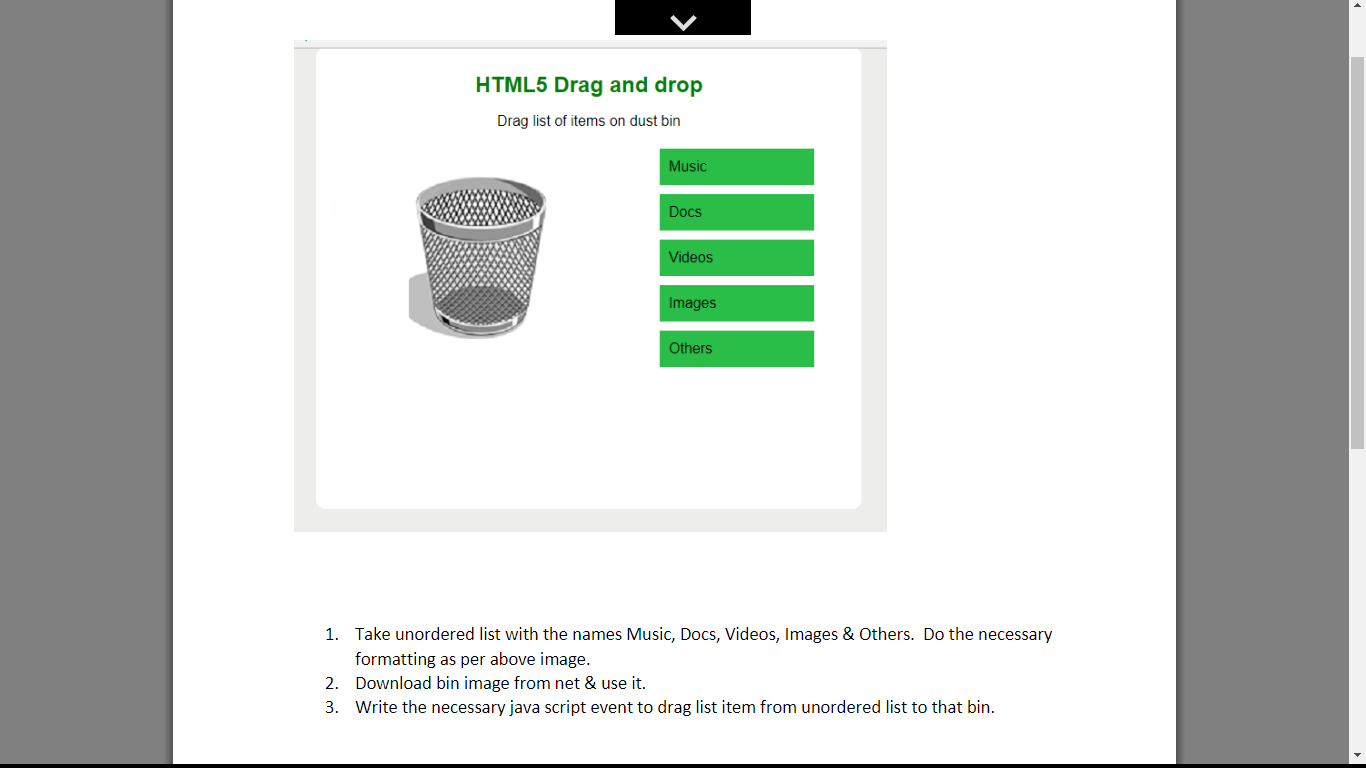 HTML5 Drag and drop
Drag list of items on dust bin
Music
Docs
Videos
Images
Others
1. Take unordered list with the names Music, Docs, Videos, Images & Others.  Do the necessary
formatting as per above image.
2. Download bin image from net & use it.
3. Write the necessary java script event to drag list item from unordered list to that bin.